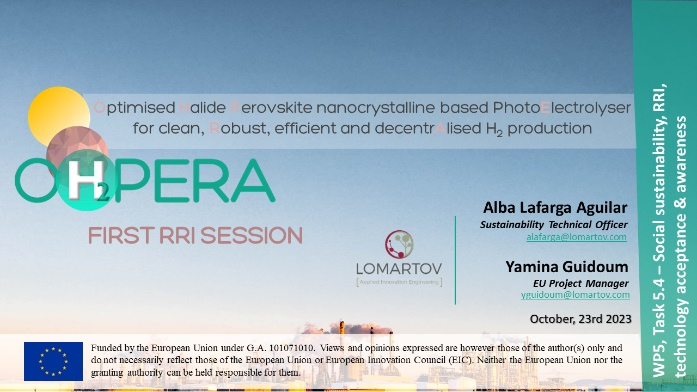 Optimised Halide Perovskite nanocrystalline based PhotoElectrolyser
for clean, Robust, efficient and decentrAlised H₂ production
OH₂PERA
FIRST RRI SESSION
LOMARTOV
[Applied Innovation Engineering]
Alba Lafarga Aguilar
Sustainability Technical Officer
alafarga@lomartov.com
Yamina Guidoum
EU Project Manager
yguidoum@lomartov.com
October, 23rd 2023
WP5, Task 5.4 – Social sustainability, RRI,
technology acceptance & awareness
Funded by the European Union under G.A. 101071010. Views and opinions expressed are however those of the author(s) only and
do not necessarily reflect those of the European Union or European Innovation Council (EIC). Neither the European Union nor the
granting authority can be held responsible for them.